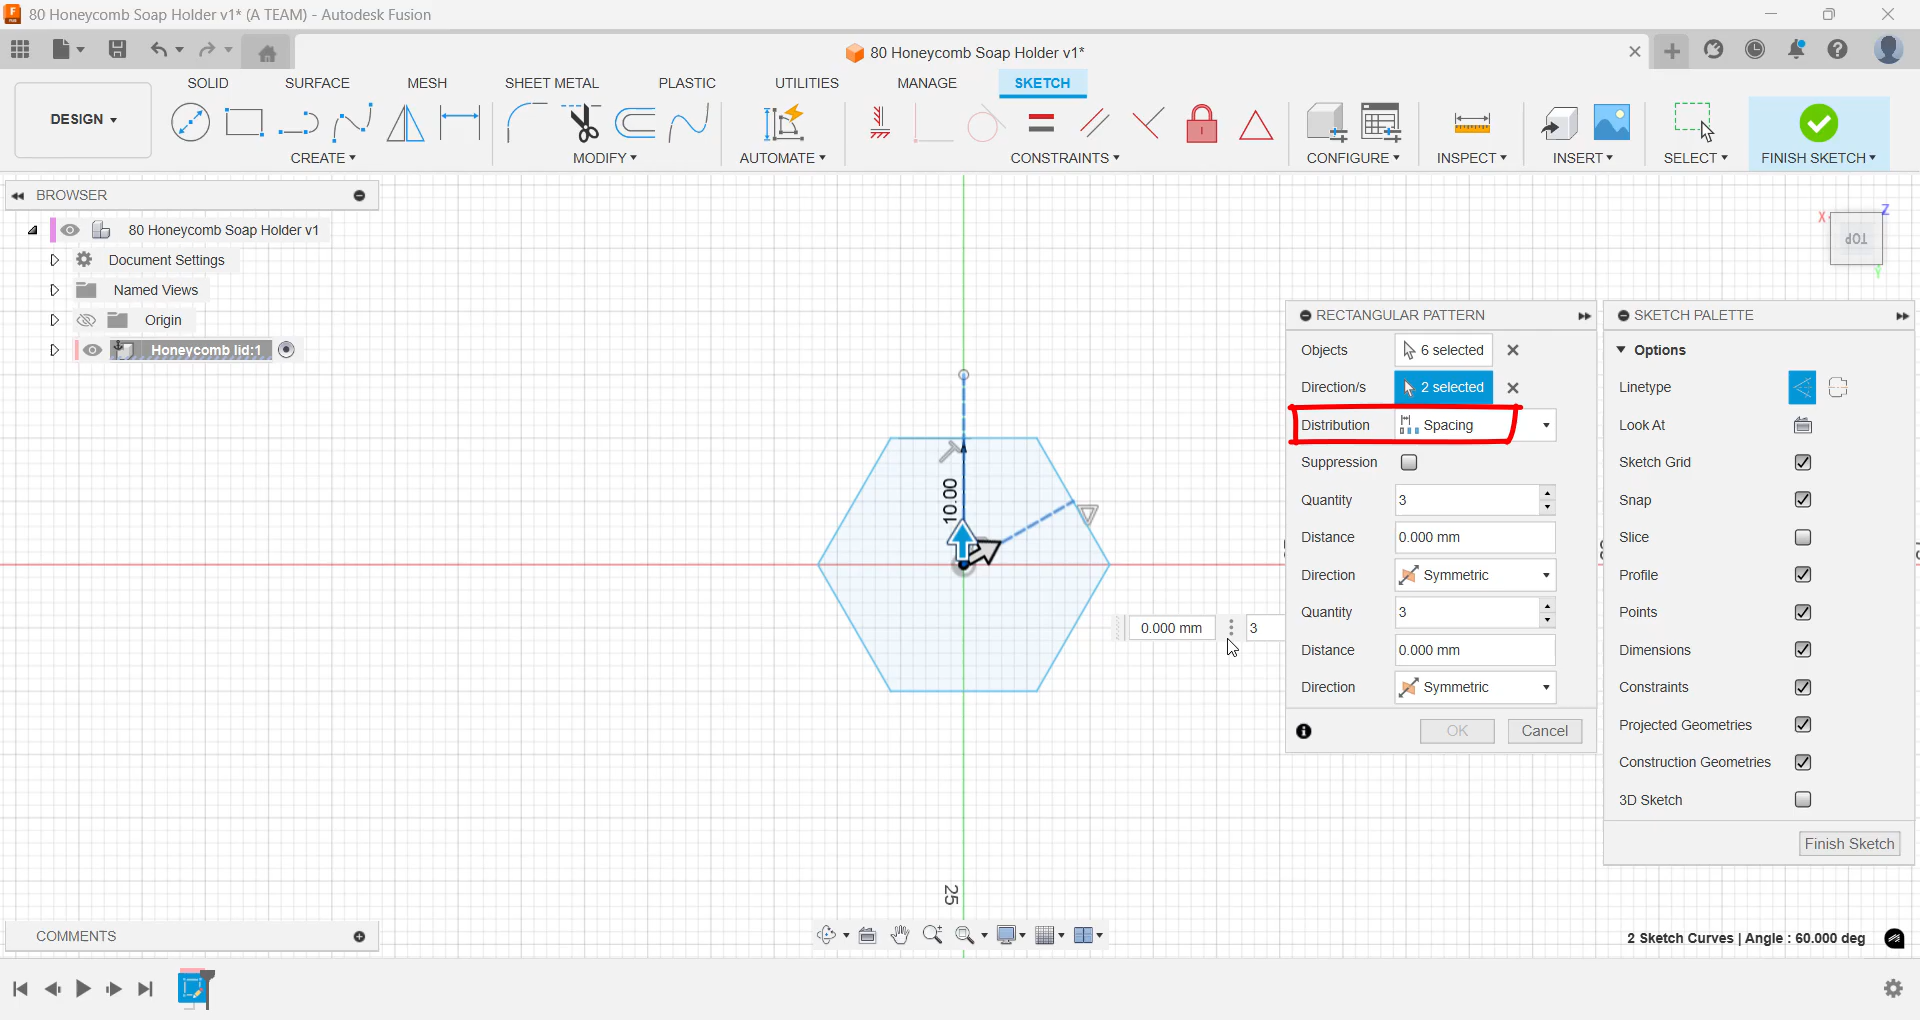 80 Honeycomb Soap Holder v1* (A TEAM) - Autodesk Fusion
80 Honeycomb Soap Holder v1*
SOLID SURFACE MESH SHEET METAL PLASTIC UTILITIES MANAGE SKETCH
DESIGN
CREATE MODIFY AUTOMATE CONSTRAINTS CONFIGURE INSPECT INSERT SELECT FINISH SKETCH
BROWSER
80 Honeycomb Soap Holder v1
Document Settings
Named Views
Origin
Honeycomb lid:1
X
Z
TOP
Y
RECTANGULAR PATTERN
Objects 6 selected
Direction/s 2 selected
Distribution Spacing
Suppression
Quantity 3
Distance 0.000 mm
Direction Symmetric
Quantity 3
Distance 0.000 mm
Direction Symmetric
OK Cancel
SKETCH PALETTE
Options
Linetype
Look At
Sketch Grid
Snap
Slice
Profile
Points
Dimensions
Constraints
Projected Geometries
Construction Geometries
3D Sketch
Finish Sketch
10.00
0.000 mm 3
25
COMMENTS
2 Sketch Curves | Angle : 60.000 deg